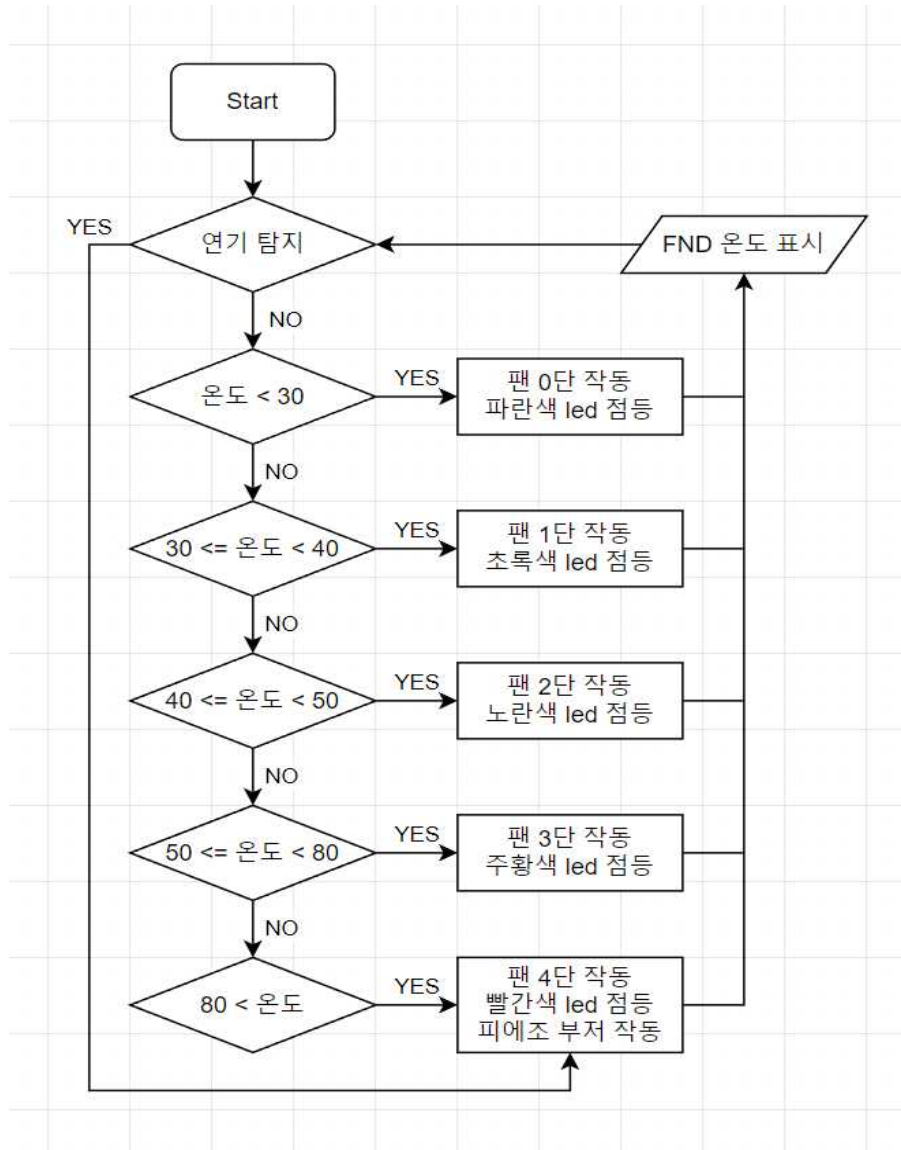 Start
YES
연기 탐지
FND 온도 표시
NO
온도 < 30
YES
팬 0단 작동
파란색 led 점등
NO
30 <= 온도 < 40
YES
팬 1단 작동
초록색 led 점등
NO
40 <= 온도 < 50
YES
팬 2단 작동
노란색 led 점등
NO
50 <= 온도 < 80
YES
팬 3단 작동
주황색 led 점등
NO
80 < 온도
YES
팬 4단 작동
빨간색 led 점등
피에조 부저 작동